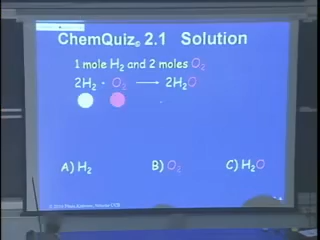 ChemQuiz® 2.1 Solution
1 mole H₂ and 2 moles O₂
2H₂ + O₂ ⟶ 2H₂O
A) H₂ B) O₂ C) H₂O